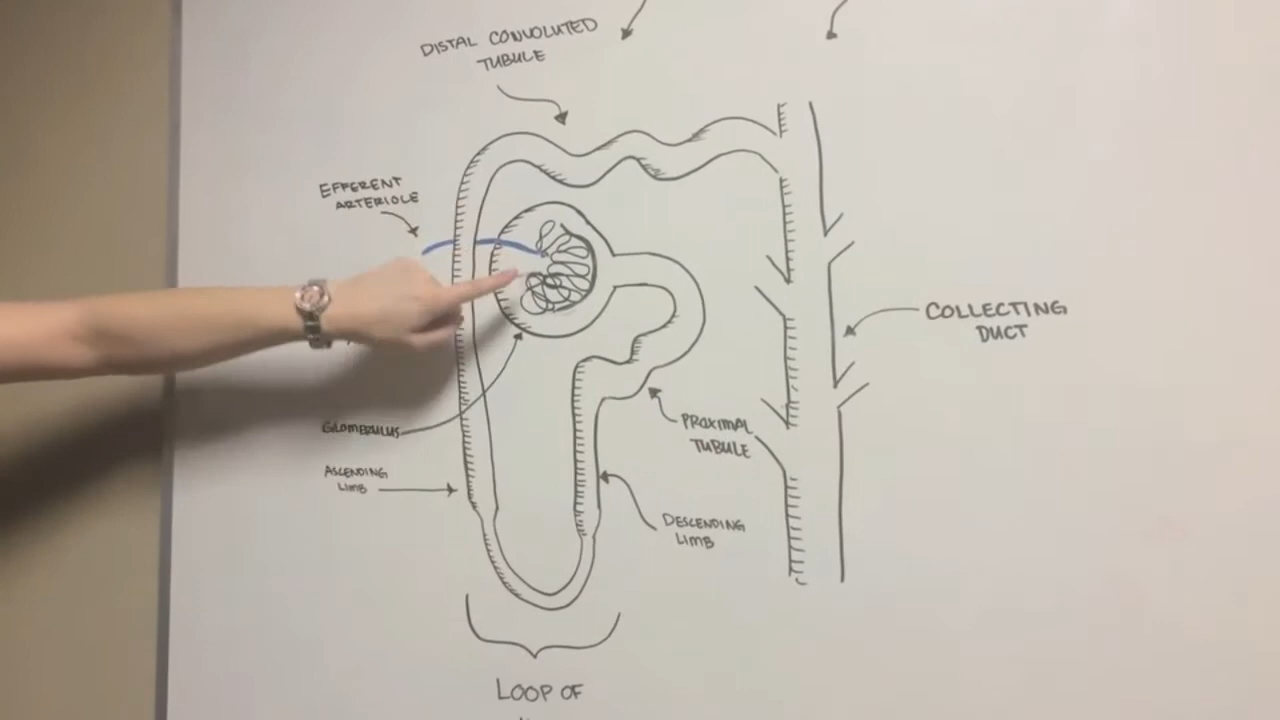 DISTAL CONVOLUTED
TUBULE
EFFERENT
ARTERIOLE
COLLECTING
DUCT
GLOMERULUS
PROXIMAL
TUBULE
ASCENDING
LIMB
DESCENDING
LIMB
LOOP OF